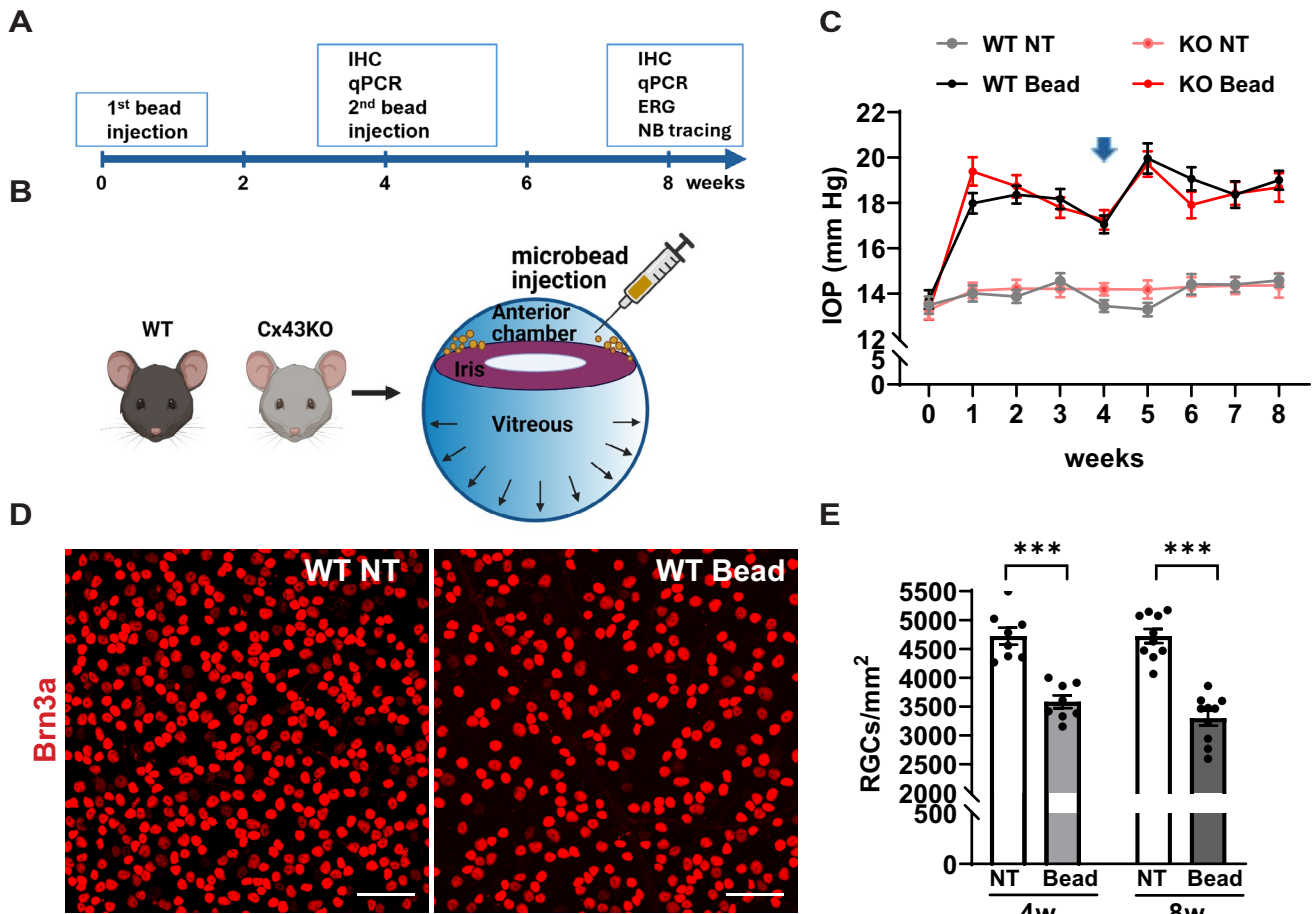 A
1st bead
injection
IHC
qPCR
2nd bead
injection
IHC
qPCR
ERG
NB tracing
0 2 4 6 8 weeks
B
WT
Cx43KO
microbead
injection
Anterior
chamber
Iris
Vitreous
C
WT NT
KO NT
WT Bead
KO Bead
IOP (mm Hg)
22
20
18
16
14
12
5
0
0 1 2 3 4 5 6 7 8
weeks
D
Brn3a
WT NT
WT Bead
E
*** ***
RGCs/mm2
5500
5000
4500
4000
3500
3000
2500
2000
500
0
NT Bead NT Bead
4w 8w